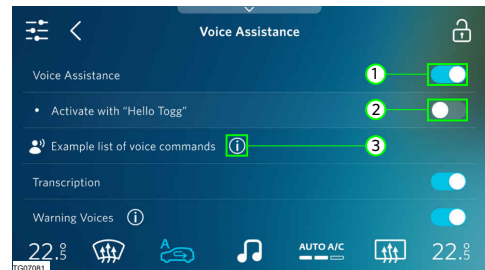 Voice Assistance
Voice Assistance
1
• Activate with “Hello Togg”
2
Example list of voice commands
3
Transcription
Warning Voices
22.5 A AUTO A/C 22.5
TG07081